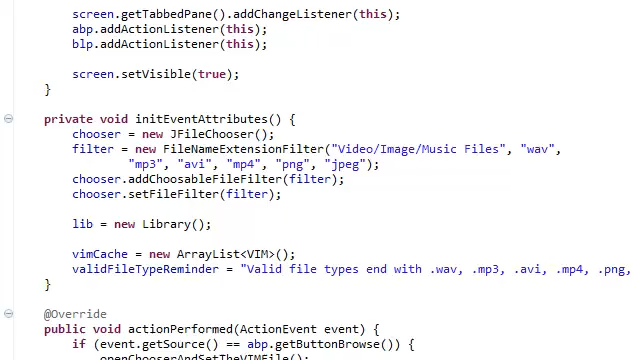 screen.getTabbedPane().addChangeListener(this);
abp.addActionListener(this);
blp.addActionListener(this);
screen.setVisible(true);
}
private void initEventAttributes() {
chooser = new JFileChooser();
filter = new FileNameExtensionFilter("Video/Image/Music Files", "wav",
"mp3", "avi", "mp4", "png", "jpeg");
chooser.addChoosableFileFilter(filter);
chooser.setFileFilter(filter);
lib = new Library();
vimCache = new ArrayList<VIM>();
validFileTypeReminder = "Valid file types end with .wav, .mp3, .avi, .mp4, .png,
}
@Override
public void actionPerformed(ActionEvent event) {
if (event.getSource() == abp.getButtonBrowse()) {
openChooserAndSetTheVIMFile();